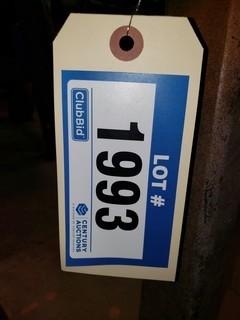 LOT #
1993
ClubBid
CENTURY
AUCTIONS